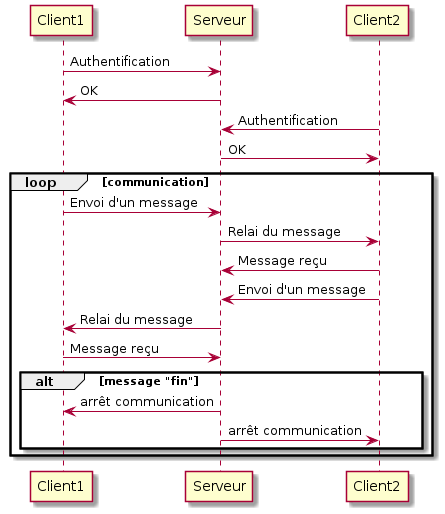 Client1 Serveur Client2
Authentification
OK
Authentification
OK
loop [communication]
Envoi d'un message
Relai du message
Message reçu
Envoi d'un message
Relai du message
Message reçu
alt [message "fin"]
arrêt communication
arrêt communication
Client1 Serveur Client2